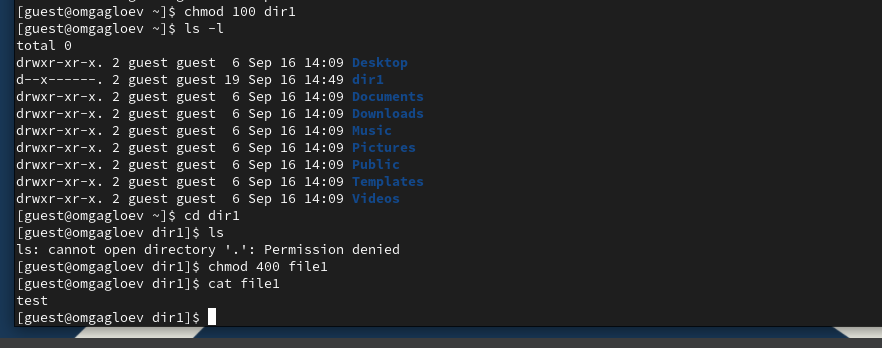 [guest@omgagloev ~]$ chmod 100 dir1
[guest@omgagloev ~]$ ls -l
total 0
drwxr-xr-x. 2 guest guest  6 Sep 16 14:09 Desktop
d--x------. 2 guest guest 19 Sep 16 14:49 dir1
drwxr-xr-x. 2 guest guest  6 Sep 16 14:09 Documents
drwxr-xr-x. 2 guest guest  6 Sep 16 14:09 Downloads
drwxr-xr-x. 2 guest guest  6 Sep 16 14:09 Music
drwxr-xr-x. 2 guest guest  6 Sep 16 14:09 Pictures
drwxr-xr-x. 2 guest guest  6 Sep 16 14:09 Public
drwxr-xr-x. 2 guest guest  6 Sep 16 14:09 Templates
drwxr-xr-x. 2 guest guest  6 Sep 16 14:09 Videos
[guest@omgagloev ~]$ cd dir1
[guest@omgagloev dir1]$ ls
ls: cannot open directory '.': Permission denied
[guest@omgagloev dir1]$ chmod 400 file1
[guest@omgagloev dir1]$ cat file1
test
[guest@omgagloev dir1]$